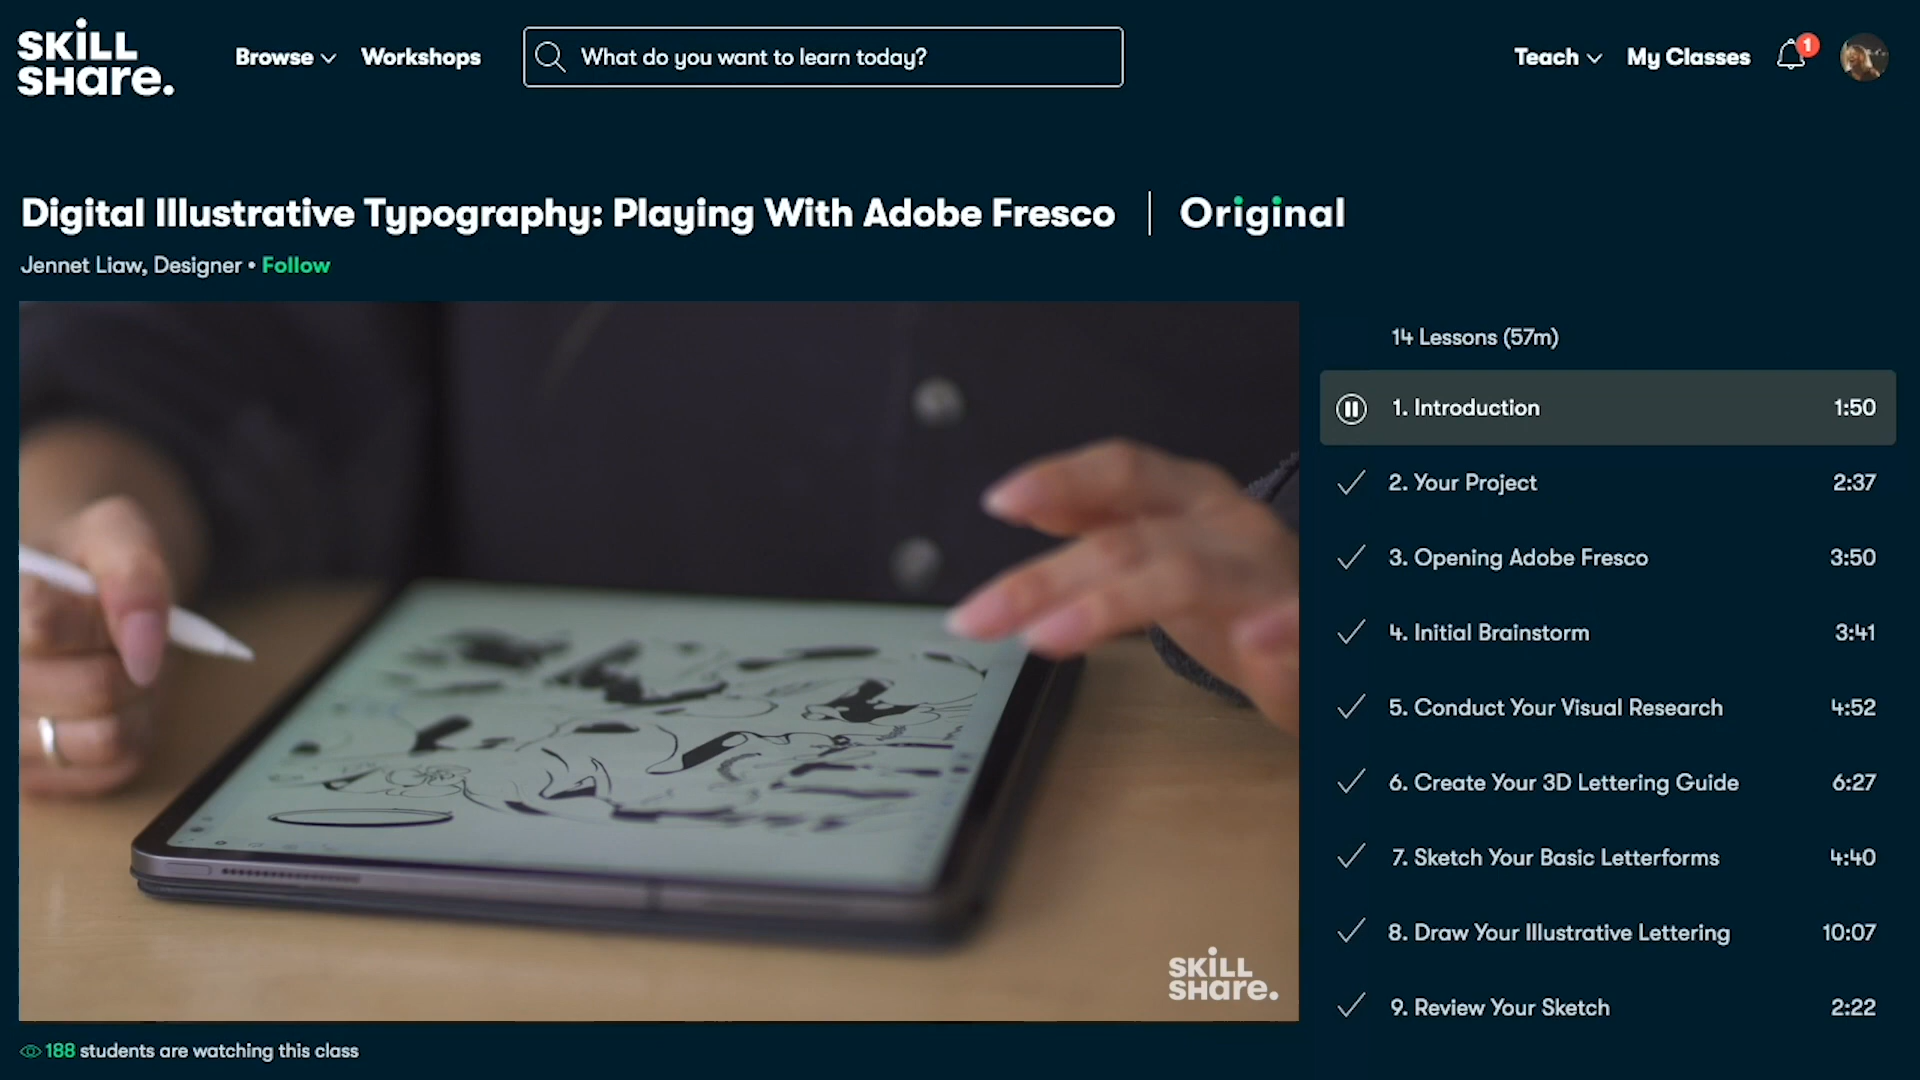 SKILL
SHare.
Browse
Workshops
What do you want to learn today?
Teach
My Classes
1
Digital Illustrative Typography: Playing With Adobe Fresco | Original
Jennet Liaw, Designer • Follow
14 Lessons (57m)
1. Introduction 1:50
2. Your Project 2:37
3. Opening Adobe Fresco 3:50
4. Initial Brainstorm 3:41
5. Conduct Your Visual Research 4:52
6. Create Your 3D Lettering Guide 6:27
7. Sketch Your Basic Letterforms 4:40
8. Draw Your Illustrative Lettering 10:07
9. Review Your Sketch 2:22
SKILL
SHare.
188 students are watching this class